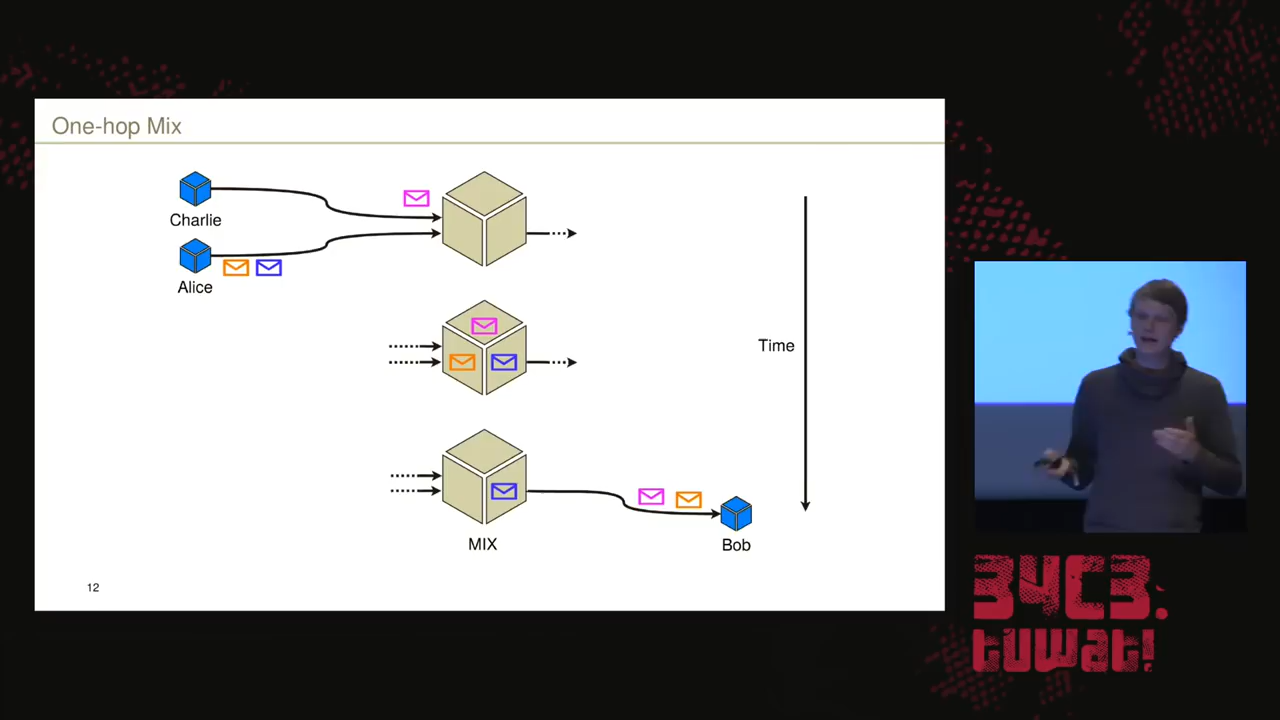 One-hop Mix
Charlie
Alice
Time
MIX
Bob
12
34C3.
tuwat!